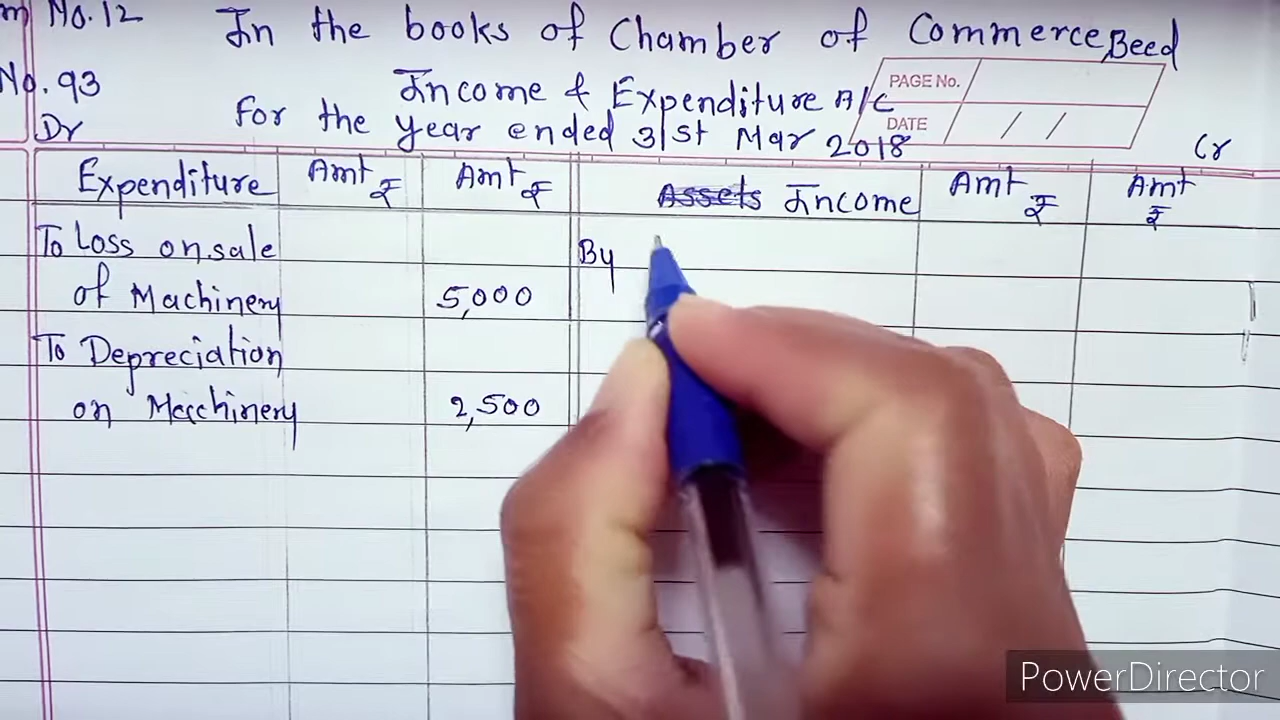 m No.12 In the books of Chamber of Commerce, Beed
No. 93 Income & Expenditure A/C
PAGE No.
Dr For the year ended 31st Mar 2018 Cr
DATE / /
Expenditure Amt ₹ Amt ₹ Assets Income Amt ₹ Amt ₹
To Loss on sale By
of Machinery 5,000
To Depreciation
on Machinery 2,500
PowerDirector